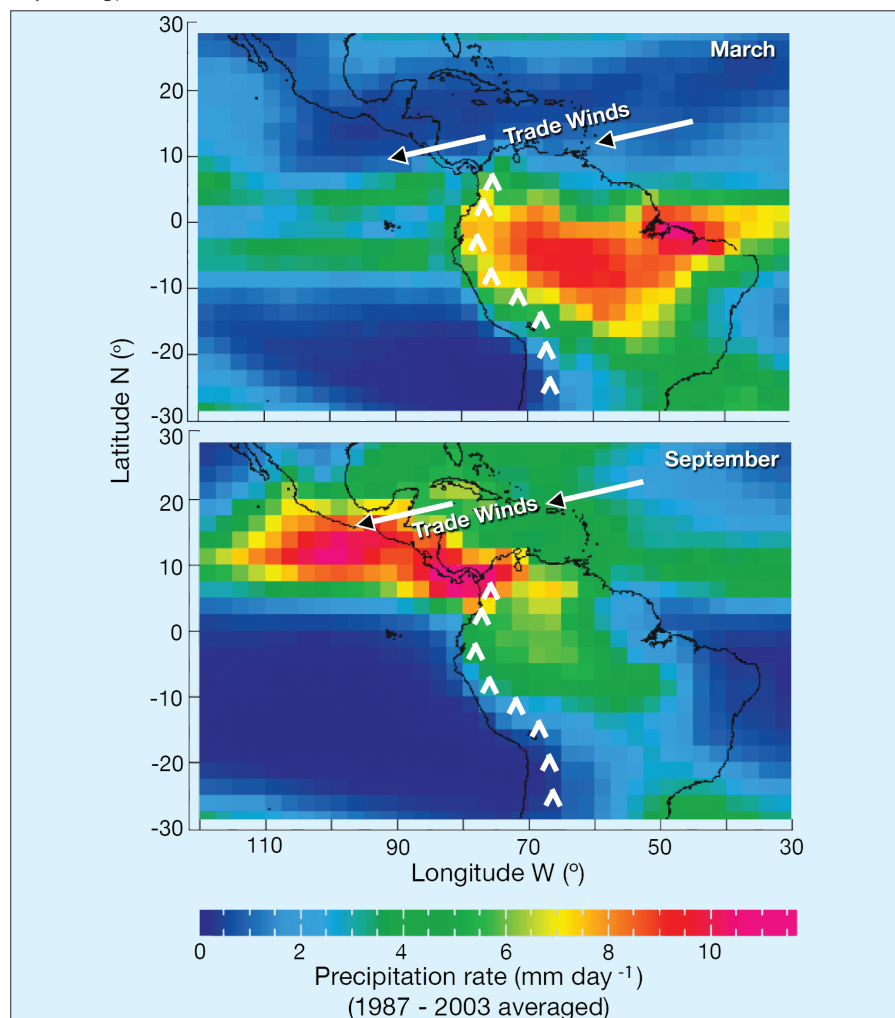 30
20
10
0
-10
-20
-30
March
Trade Winds
Latitude N (º)
30
20
10
0
-10
-20
-30
September
Trade Winds
110 90 70 50 30
Longitude W (º)
0 2 4 6 8 10
Precipitation rate (mm day -1)
(1987 - 2003 averaged)